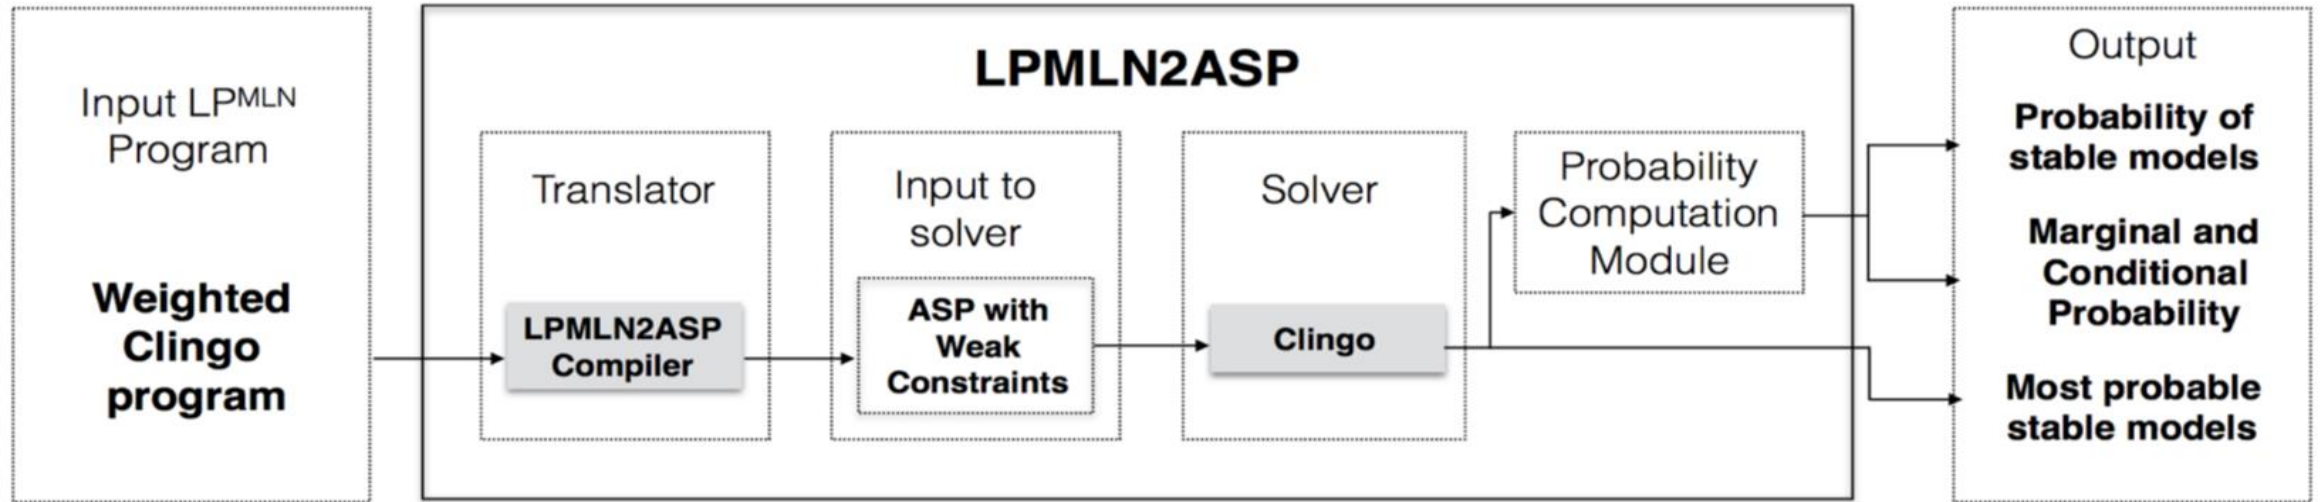 Input LPMLN
Program
Weighted
Clingo
program
LPMLN2ASP
Translator
LPMLN2ASP
Compiler
Input to
solver
ASP with
Weak
Constraints
Solver
Clingo
Probability
Computation
Module
Output
Probability of
stable models
Marginal and
Conditional
Probability
Most probable
stable models